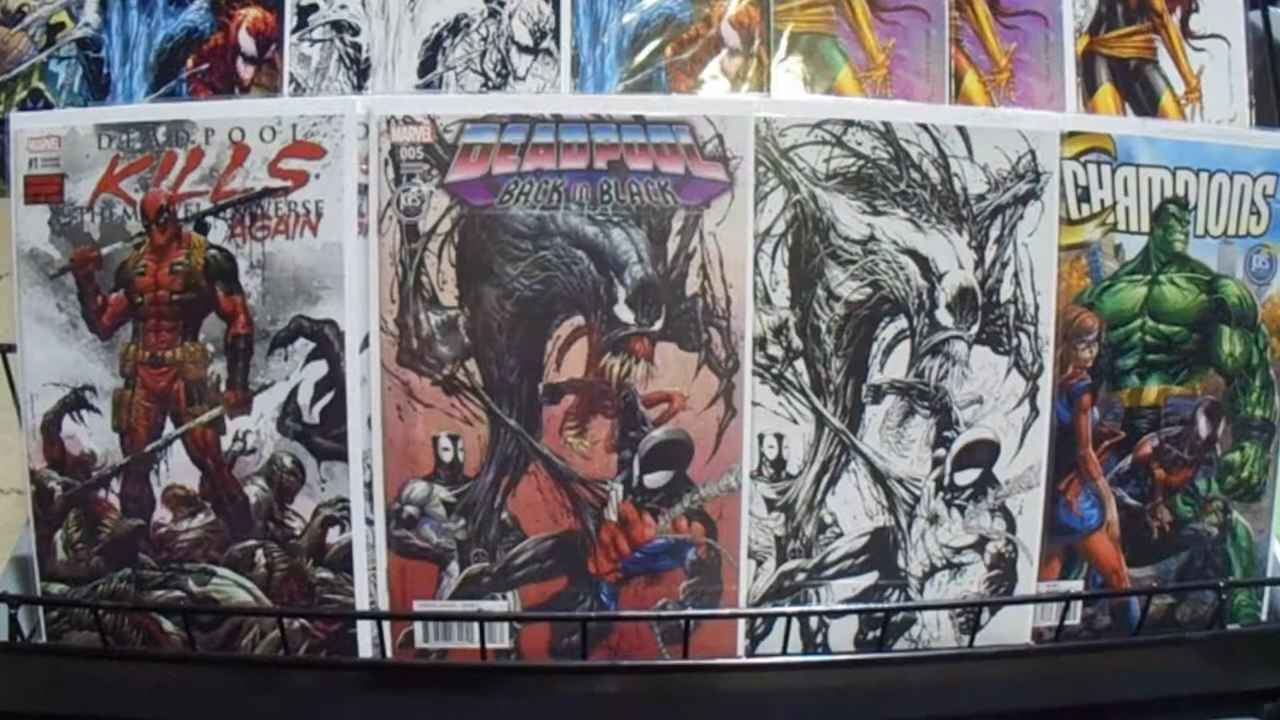 MARVEL
#1
DEADPOOL
KILLS
THE MARVEL UNIVERSE
AGAIN
MARVEL
005
DEADPOOL
BACK IN BLACK
CHAMPIONS